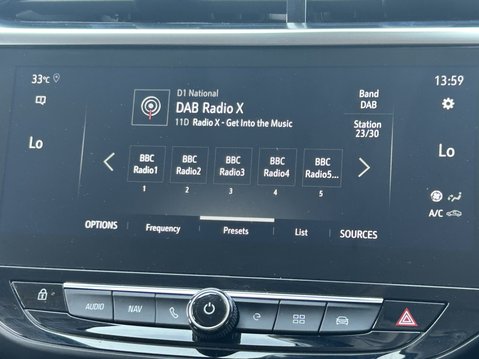 33°C
13:59
D1 National
DAB Radio X
11D Radio X - Get Into the Music
Band
DAB
Station
23/30
Lo
Lo
BBC
Radio1
BBC
Radio2
BBC
Radio3
BBC
Radio4
BBC
Radio5...
1
2
3
4
5
A/C
OPTIONS
Frequency
Presets
List
SOURCES
AUDIO
NAV